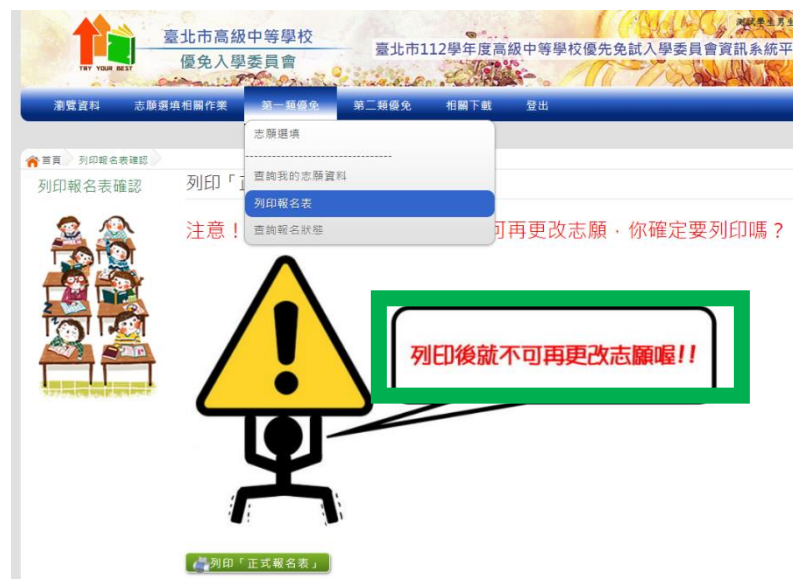 測試學生男生
TRY YOUR BEST
臺北市高級中等學校
優免入學委員會
臺北市112學年度高級中等學校優先免試入學委員會資訊系統平
瀏覽資料 志願選填相關作業 第一類優免 第二類優免 相關下載 登出
志願選填
--------------------------------
查詢我的志願資料
列印報名表
查詢報名狀態
首頁 列印報名表確認
列印報名表確認
列印「
注意! 可再更改志願,你確定要列印嗎?
列印後就不可再更改志願喔!!
列印「正式報名表」